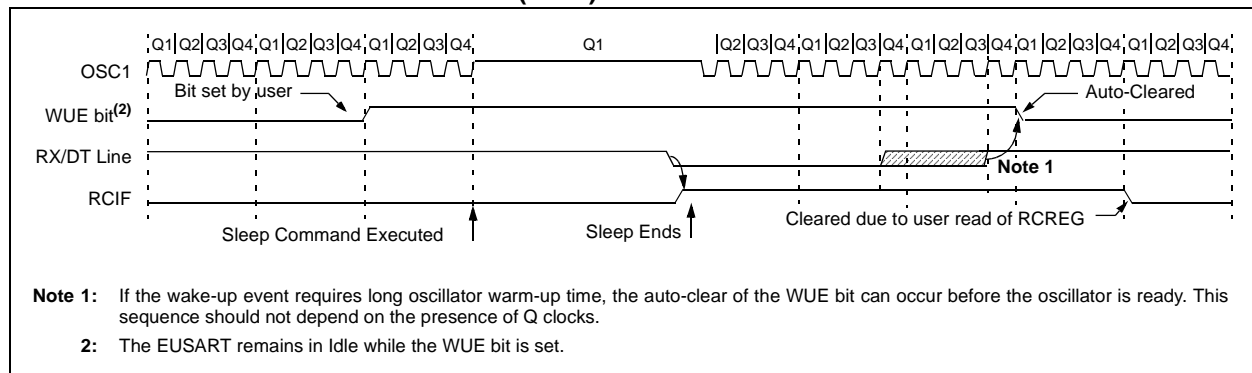 Q1 Q2 Q3 Q4 Q1 Q2 Q3 Q4 Q1 Q2 Q3 Q4 Q1 Q2 Q3 Q4 Q1 Q2 Q3 Q4 Q1 Q2 Q3 Q4 Q1 Q2 Q3 Q4 Q1 Q2 Q3 Q4
OSC1
Bit set by user
Auto-Cleared
WUE bit(2)
RX/DT Line
Note 1
RCIF
Cleared due to user read of RCREG
Sleep Command Executed
Sleep Ends
Note 1: If the wake-up event requires long oscillator warm-up time, the auto-clear of the WUE bit can occur before the oscillator is ready. This
sequence should not depend on the presence of Q clocks.
2: The EUSART remains in Idle while the WUE bit is set.